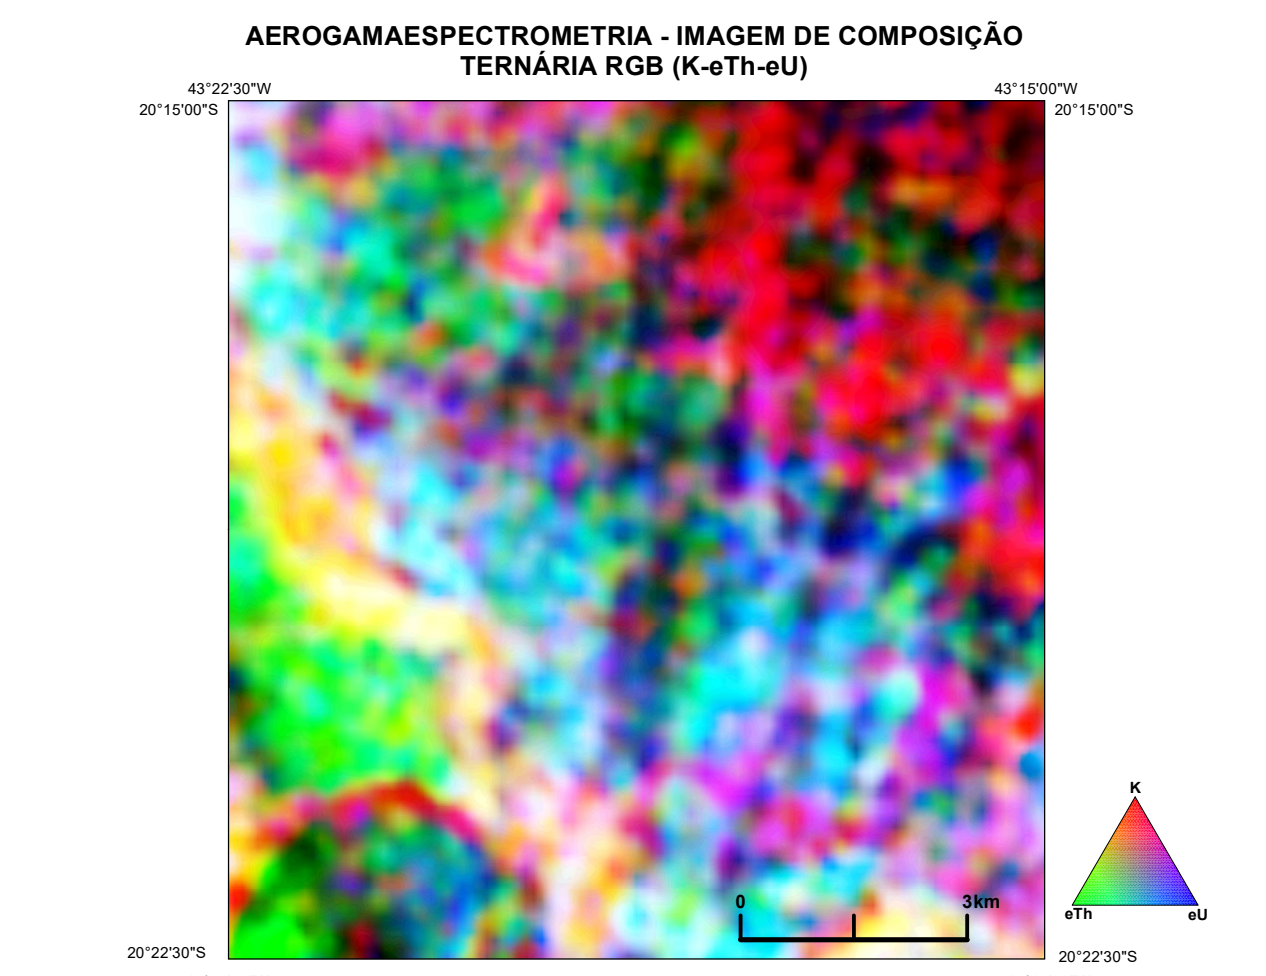 AEROGAMAESPECTROMETRIA - IMAGEM DE COMPOSIÇÃO
TERNÁRIA RGB (K-eTh-eU)
43°22'30"W
43°15'00"W
20°15'00"S
20°15'00"S
K
eTh
eU
0
3km
20°22'30"S
20°22'30"S